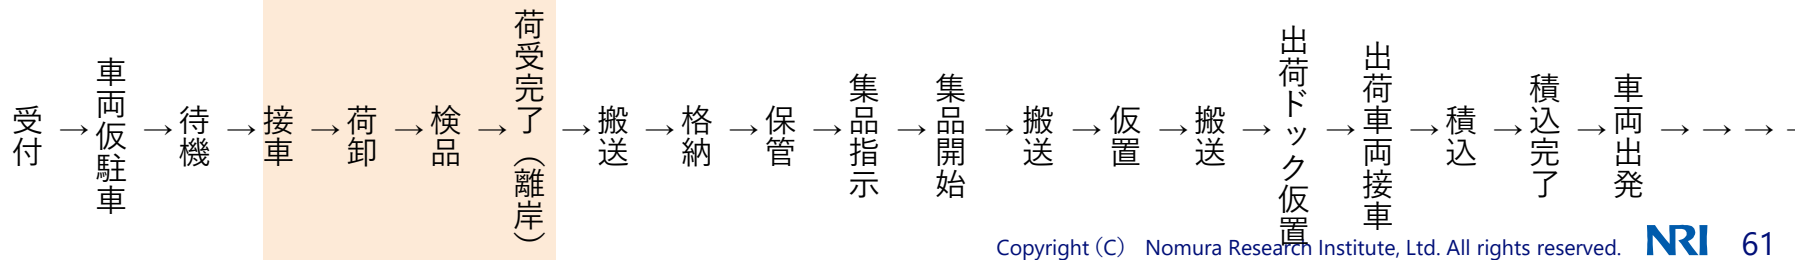 受付
→
車両仮駐車
→
待機
→
接車
→
荷卸
→
検品
→
荷受完了（離岸）
→
搬送
→
格納
→
保管
→
集品指示
→
集品開始
→
搬送
→
仮置
→
搬送
→
出荷ドック仮置
→
出荷車両接車
→
積込
→
積込完了
→
車両出発
→ → → →
Copyright（C） Nomura Research Institute, Ltd. All rights reserved.
NRI
61